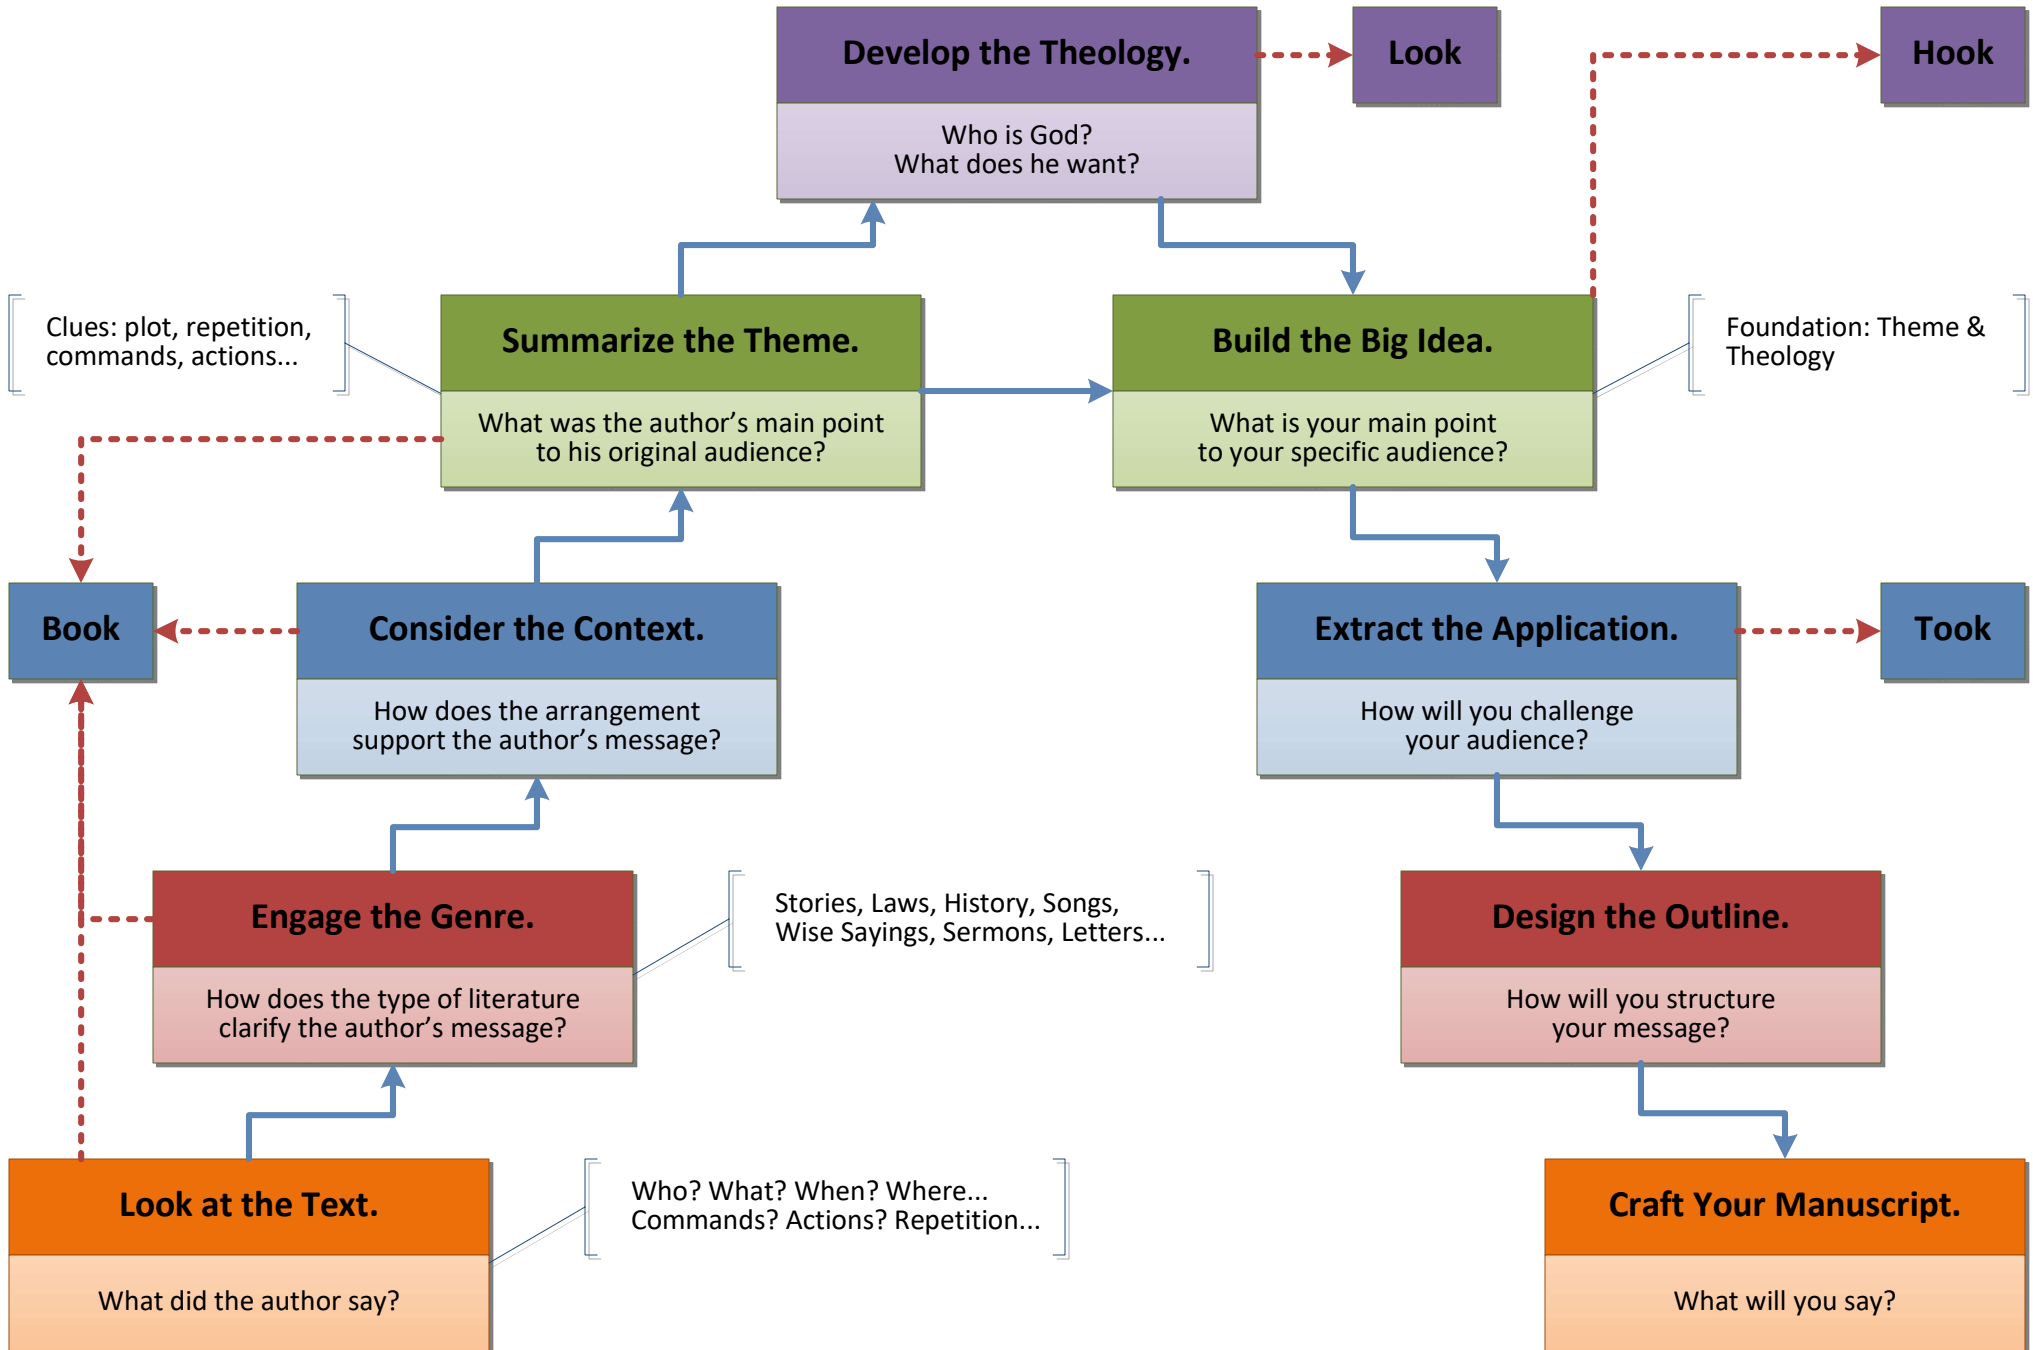 Develop the Theology.
Look
Hook
Who is God?
What does he want?
Clues: plot, repetition,
commands, actions...
Summarize the Theme.
Build the Big Idea.
Foundation: Theme &
Theology
What was the author’s main point
to his original audience?
What is your main point
to your specific audience?
Book
Consider the Context.
Extract the Application.
Took
How does the arrangement
support the author’s message?
How will you challenge
your audience?
Engage the Genre.
Stories, Laws, History, Songs,
Wise Sayings, Sermons, Letters...
Design the Outline.
How does the type of literature
clarify the author’s message?
How will you structure
your message?
Look at the Text.
Who? What? When? Where...
Commands? Actions? Repetition...
Craft Your Manuscript.
What did the author say?
What will you say?